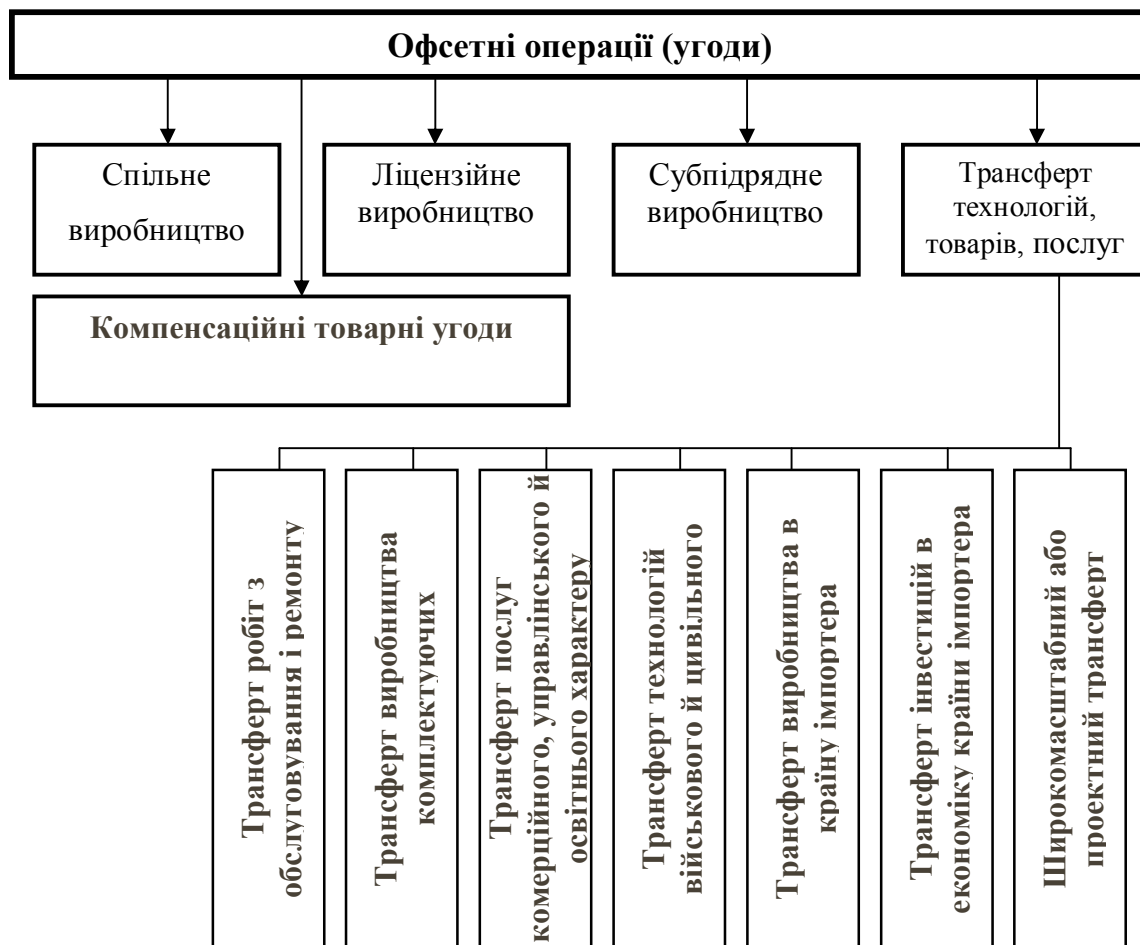 Офсетні операції (угоди)
Спільне
виробництво
Ліцензійне
виробництво
Субпідрядне
виробництво
Трансферт
технологій,
товарів, послуг
Компенсаційні товарні угоди
Трансферт робіт з
обслуговування і ремонту
Трансферт виробництва
комплектуючих
Трансферт послуг
комерційного, управлінського й
освітнього характеру
Трансферт технологій
військового й цивільного
Трансферт виробництва в
країну імпортера
Трансферт інвестицій в
економіку країни імпортера
Широкомасштабний або
проектний трансферт